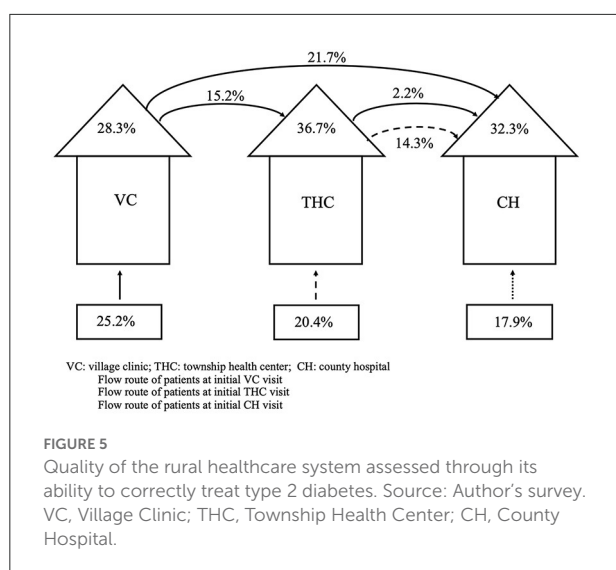 21.7%
15.2%
2.2%
28.3%
36.7%
14.3%
32.3%
VC
THC
CH
25.2%
20.4%
17.9%
VC: village clinic; THC: township health center; CH: county hospital
Flow route of patients at initial VC visit
Flow route of patients at initial THC visit
Flow route of patients at initial CH visit
FIGURE 5
Quality of the rural healthcare system assessed through its
ability to correctly treat type 2 diabetes. Source: Author's survey.
VC, Village Clinic; THC, Township Health Center; CH, County
Hospital.